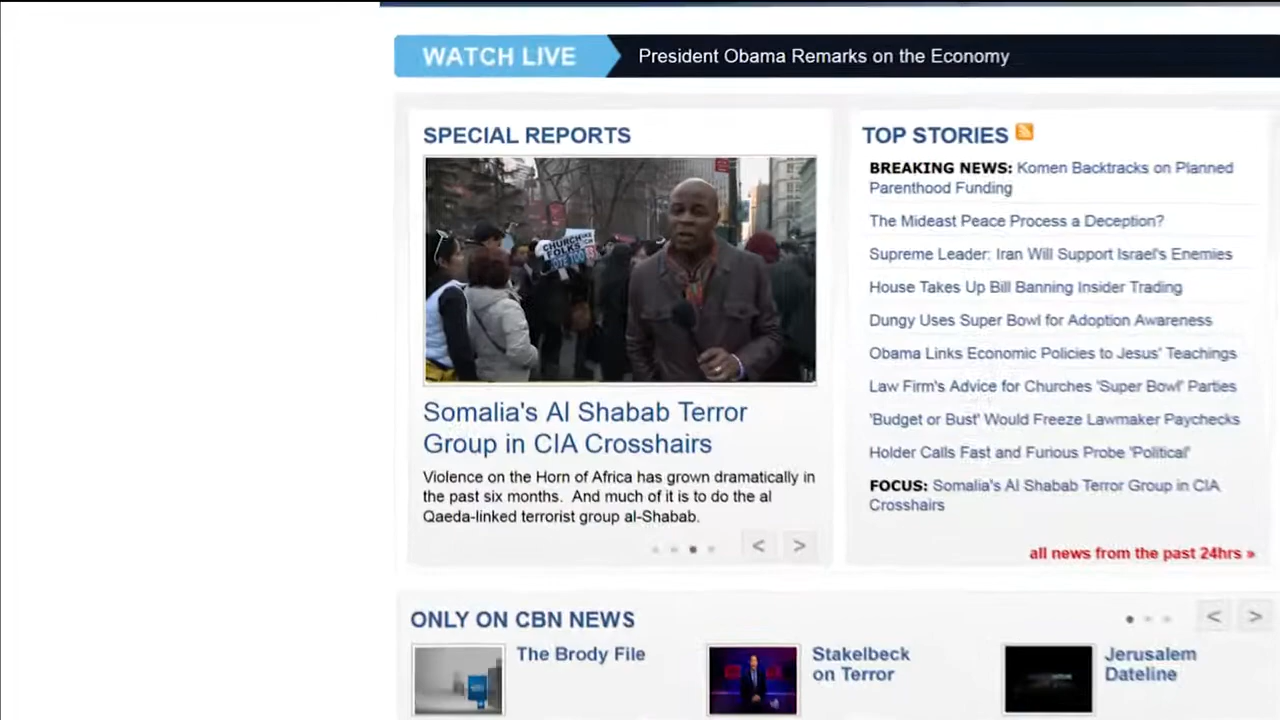 WATCH LIVE
President Obama Remarks on the Economy
SPECIAL REPORTS
CHURCH
FOLKS
Somalia's Al Shabab Terror
Group in CIA Crosshairs
Violence on the Horn of Africa has grown dramatically in
the past six months. And much of it is to do the al
Qaeda-linked terrorist group al-Shabab.
< >
TOP STORIES
BREAKING NEWS: Komen Backtracks on Planned
Parenthood Funding
The Mideast Peace Process a Deception?
Supreme Leader: Iran Will Support Israel's Enemies
House Takes Up Bill Banning Insider Trading
Dungy Uses Super Bowl for Adoption Awareness
Obama Links Economic Policies to Jesus' Teachings
Law Firm's Advice for Churches 'Super Bowl' Parties
'Budget or Bust' Would Freeze Lawmaker Paychecks
Holder Calls Fast and Furious Probe 'Political'
FOCUS: Somalia's Al Shabab Terror Group in CIA
Crosshairs
all news from the past 24hrs »
ONLY ON CBN NEWS
< >
The Brody File
Stakelbeck
on Terror
Jerusalem
Dateline